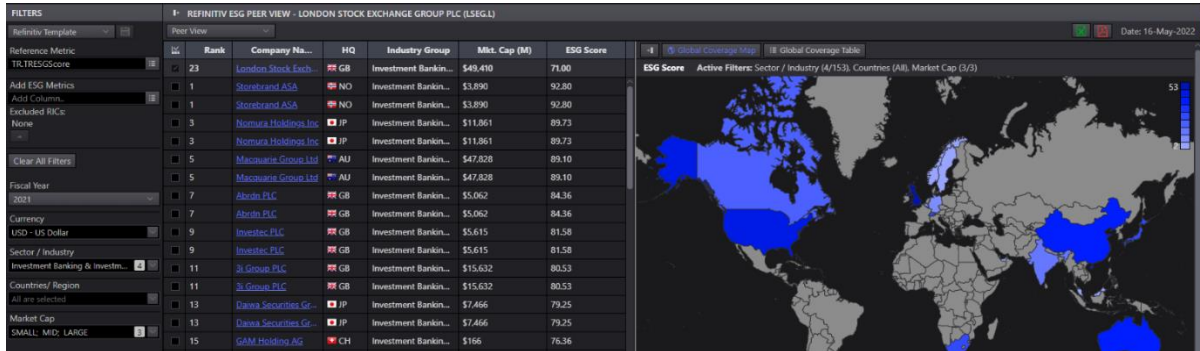 FILTERS
REFINITIV ESG PEER VIEW - LONDON STOCK EXCHANGE GROUP PLC (LSEG.L)
Refinitiv Template
Peer View
Date: 16-May-2022
Reference Metric
TR.TRESGScore
Add ESG Metrics
Add Column..
Excluded RICs:
None
Clear All Filters
Fiscal Year
2021
Currency
USD - US Dollar
Sector / Industry
Investment Banking & Investm... 4
Countries/ Region
All are selected
Market Cap
SMALL; MID; LARGE 3
Rank Company Na... HQ Industry Group Mkt. Cap (M) ESG Score
23 London Stock Exch... GB Investment Bankin... $49,410 71.00
1 Storebrand ASA NO Investment Bankin... $3,890 92.80
1 Storebrand ASA NO Investment Bankin... $3,890 92.80
3 Nomura Holdings Inc JP Investment Bankin... $11,861 89.73
3 Nomura Holdings Inc JP Investment Bankin... $11,861 89.73
5 Macquarie Group Ltd AU Investment Bankin... $47,828 89.10
5 Macquarie Group Ltd AU Investment Bankin... $47,828 89.10
7 Abrdn PLC GB Investment Bankin... $5,062 84.36
7 Abrdn PLC GB Investment Bankin... $5,062 84.36
9 Investec PLC GB Investment Bankin... $5,615 81.58
9 Investec PLC GB Investment Bankin... $5,615 81.58
11 3i Group PLC GB Investment Bankin... $15,632 80.53
11 3i Group PLC GB Investment Bankin... $15,632 80.53
13 Daiwa Securities Gr... JP Investment Bankin... $7,466 79.25
13 Daiwa Securities Gr... JP Investment Bankin... $7,466 79.25
15 GAM Holding AG CH Investment Bankin... $166 76.36
Global Coverage Map Global Coverage Table
ESG Score Active Filters: Sector / Industry (4/153), Countries (All), Market Cap (3/3)
53